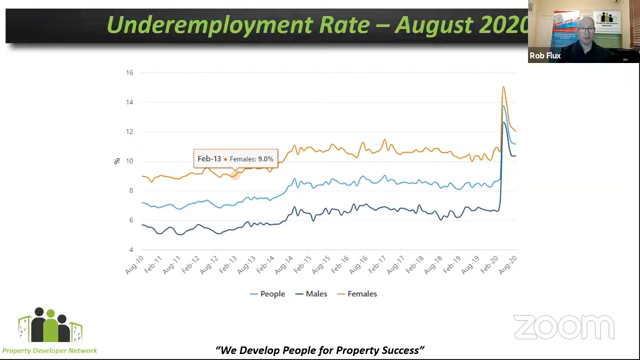 Underemployment Rate – August 2020
Rob Flux
%
16
14
12
10
8
6
4
Feb-13 ● Females: 9.0%
Aug-10 Feb-11 Aug-11 Feb-12 Aug-12 Feb-13 Aug-13 Feb-14 Aug-14 Feb-15 Aug-15 Feb-16 Aug-16 Feb-17 Aug-17 Feb-18 Aug-18 Feb-19 Aug-19 Feb-20 Aug-20
People Males Females
Property Developer Network
“We Develop People for Property Success”
zoom